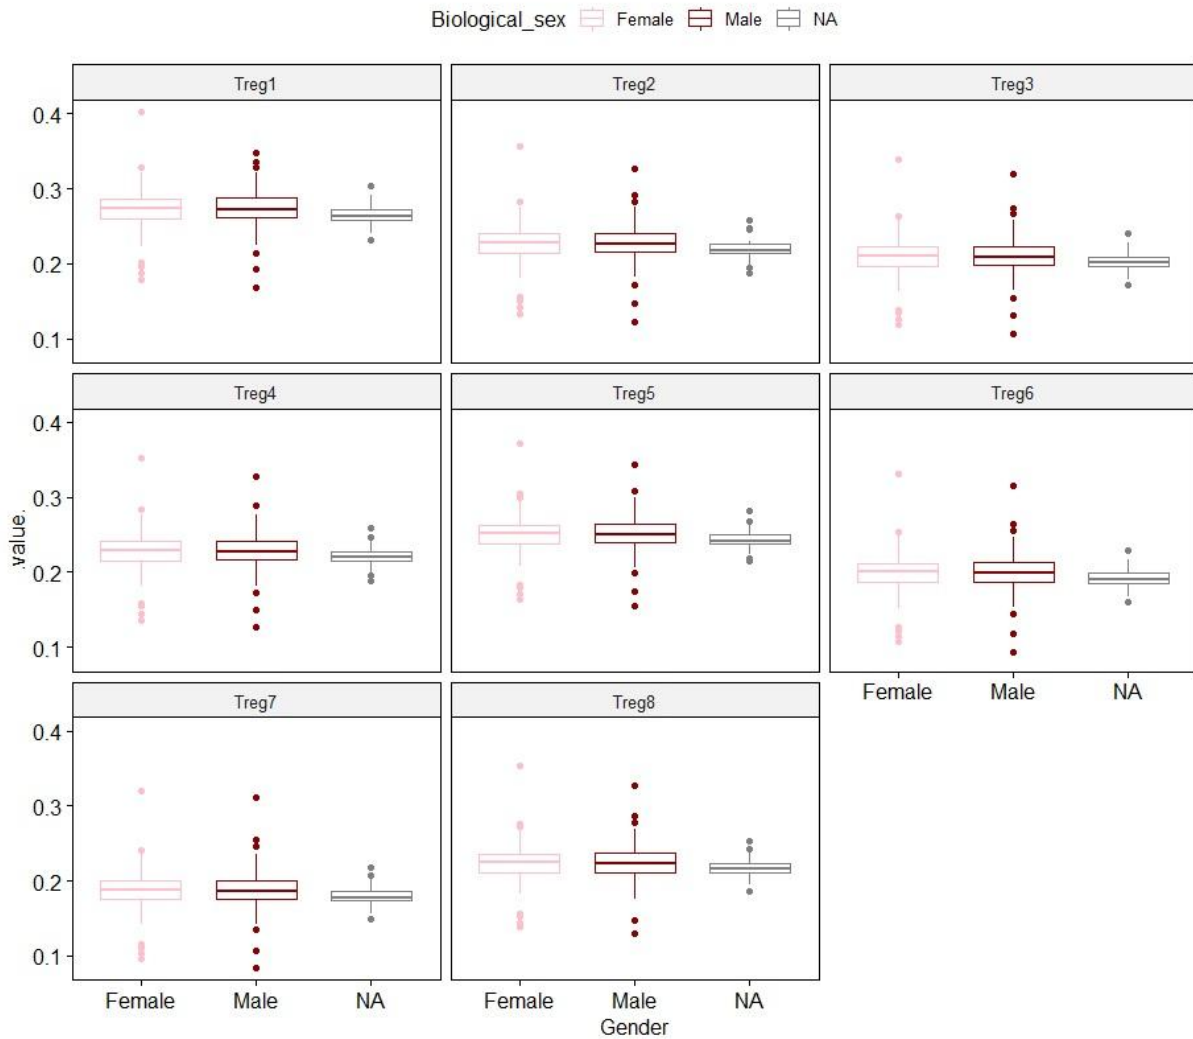 Biological_sex Female Male NA
Treg1 Treg2 Treg3
0.4
0.3
0.2
0.1
Treg4 Treg5 Treg6
0.4
0.3
0.2
0.1
.value.
Female Male NA
Treg7 Treg8
0.4
0.3
0.2
0.1
Female Male NA Female Male NA
Gender